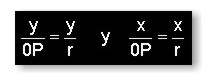 y/0P = y/r y x/0P = x/r